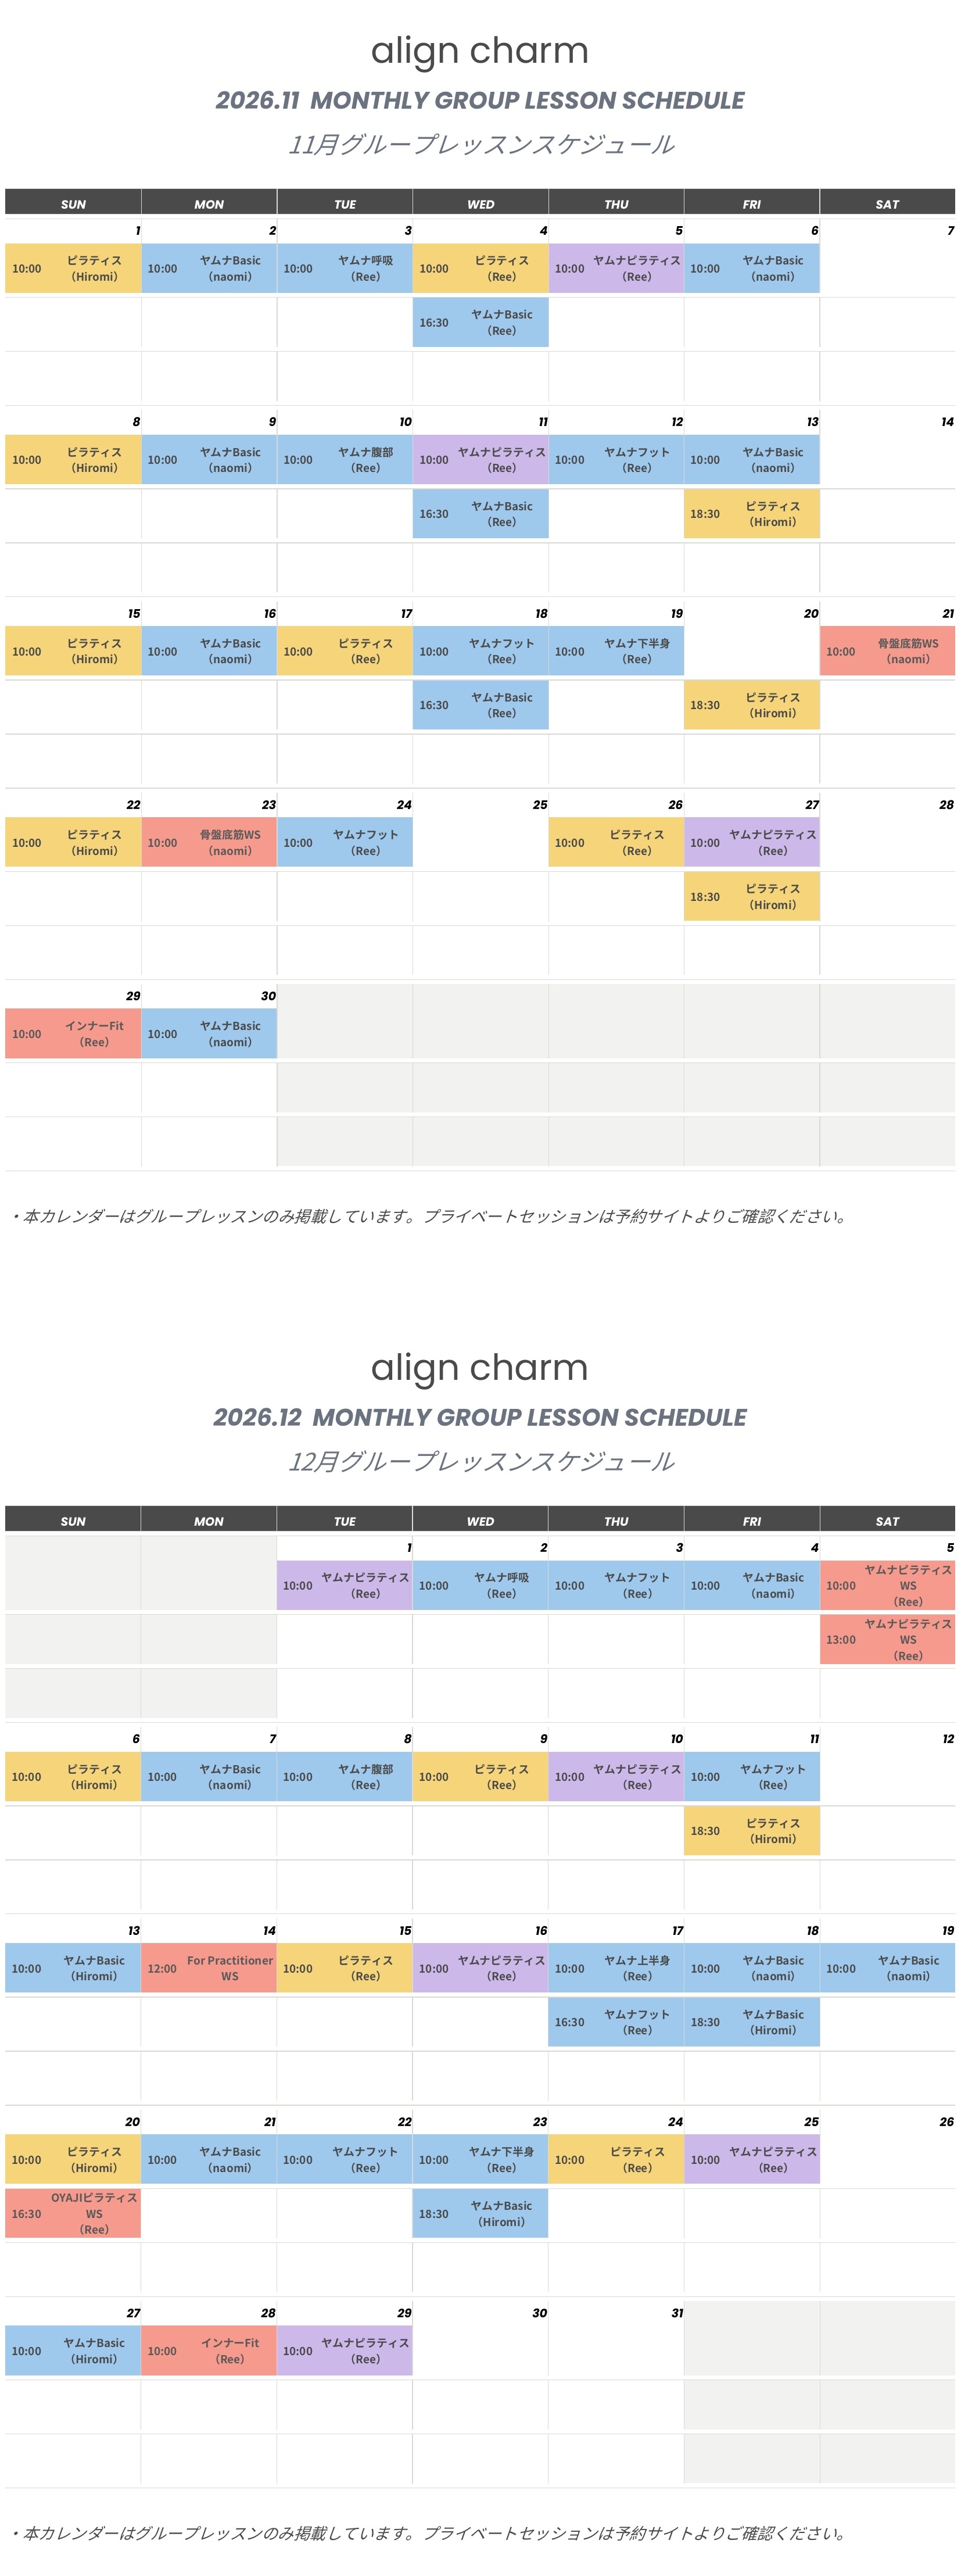 align charm
2026.11 MONTHLY GROUP LESSON SCHEDULE
11月グループレッスンスケジュール
SUN MON TUE WED THU FRI SAT
1 2 3 4 5 6 7
10:00 ピラティス (Hiromi) 10:00 ヤムナBasic (naomi) 10:00 ヤムナ呼吸 (Ree) 10:00 ピラティス (Ree) 10:00 ヤムナピラティス (Ree) 10:00 ヤムナBasic (naomi)
16:30 ヤムナBasic (Ree)
8 9 10 11 12 13 14
10:00 ピラティス (Hiromi) 10:00 ヤムナBasic (naomi) 10:00 ヤムナ腹部 (Ree) 10:00 ヤムナピラティス (Ree) 10:00 ヤムナフット (Ree) 10:00 ヤムナBasic (naomi)
16:30 ヤムナBasic (Ree) 18:30 ピラティス (Hiromi)
15 16 17 18 19 20 21
10:00 ピラティス (Hiromi) 10:00 ヤムナBasic (naomi) 10:00 ピラティス (Ree) 10:00 ヤムナフット (Ree) 10:00 ヤムナ下半身 (Ree) 10:00 骨盤底筋WS (naomi)
16:30 ヤムナBasic (Ree) 18:30 ピラティス (Hiromi)
22 23 24 25 26 27 28
10:00 ピラティス (Hiromi) 10:00 骨盤底筋WS (naomi) 10:00 ヤムナフット (Ree) 10:00 ピラティス (Ree) 10:00 ヤムナピラティス (Ree)
18:30 ピラティス (Hiromi)
29 30
10:00 インナーFit (Ree) 10:00 ヤムナBasic (naomi)
・本カレンダーはグループレッスンのみ掲載しています。プライベートセッションは予約サイトよりご確認ください。
align charm
2026.12 MONTHLY GROUP LESSON SCHEDULE
12月グループレッスンスケジュール
SUN MON TUE WED THU FRI SAT
1 2 3 4 5
10:00 ヤムナピラティス (Ree) 10:00 ヤムナ呼吸 (Ree) 10:00 ヤムナフット (Ree) 10:00 ヤムナBasic (naomi) 10:00 ヤムナピラティス WS (Ree)
13:00 ヤムナピラティス WS (Ree)
6 7 8 9 10 11 12
10:00 ピラティス (Hiromi) 10:00 ヤムナBasic (naomi) 10:00 ヤムナ腹部 (Ree) 10:00 ピラティス (Ree) 10:00 ヤムナピラティス (Ree) 10:00 ヤムナフット (Ree)
18:30 ピラティス (Hiromi)
13 14 15 16 17 18 19
10:00 ヤムナBasic (Hiromi) 12:00 For Practitioner WS 10:00 ピラティス (Ree) 10:00 ヤムナピラティス (Ree) 10:00 ヤムナ上半身 (Ree) 10:00 ヤムナBasic (naomi) 10:00 ヤムナBasic (naomi)
16:30 ヤムナフット (Ree) 18:30 ヤムナBasic (Hiromi)
20 21 22 23 24 25 26
10:00 ピラティス (Hiromi) 10:00 ヤムナBasic (naomi) 10:00 ヤムナフット (Ree) 10:00 ヤムナ下半身 (Ree) 10:00 ピラティス (Ree) 10:00 ヤムナピラティス (Ree)
16:30 OYAJIピラティス WS (Ree) 18:30 ヤムナBasic (Hiromi)
27 28 29 30 31
10:00 ヤムナBasic (Hiromi) 10:00 インナーFit (Ree) 10:00 ヤムナピラティス (Ree)
・本カレンダーはグループレッスンのみ掲載しています。プライベートセッションは予約サイトよりご確認ください。